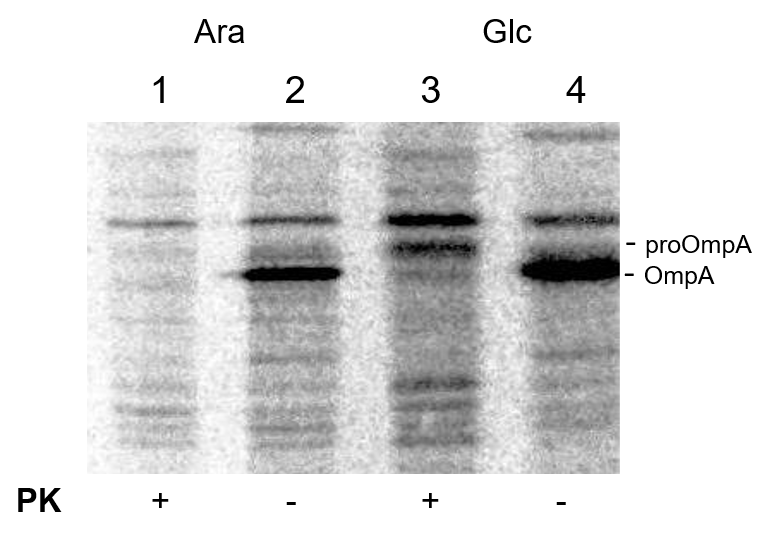 Ara Glc
1 2 3 4
- proOmpA
- OmpA
PK + - + -